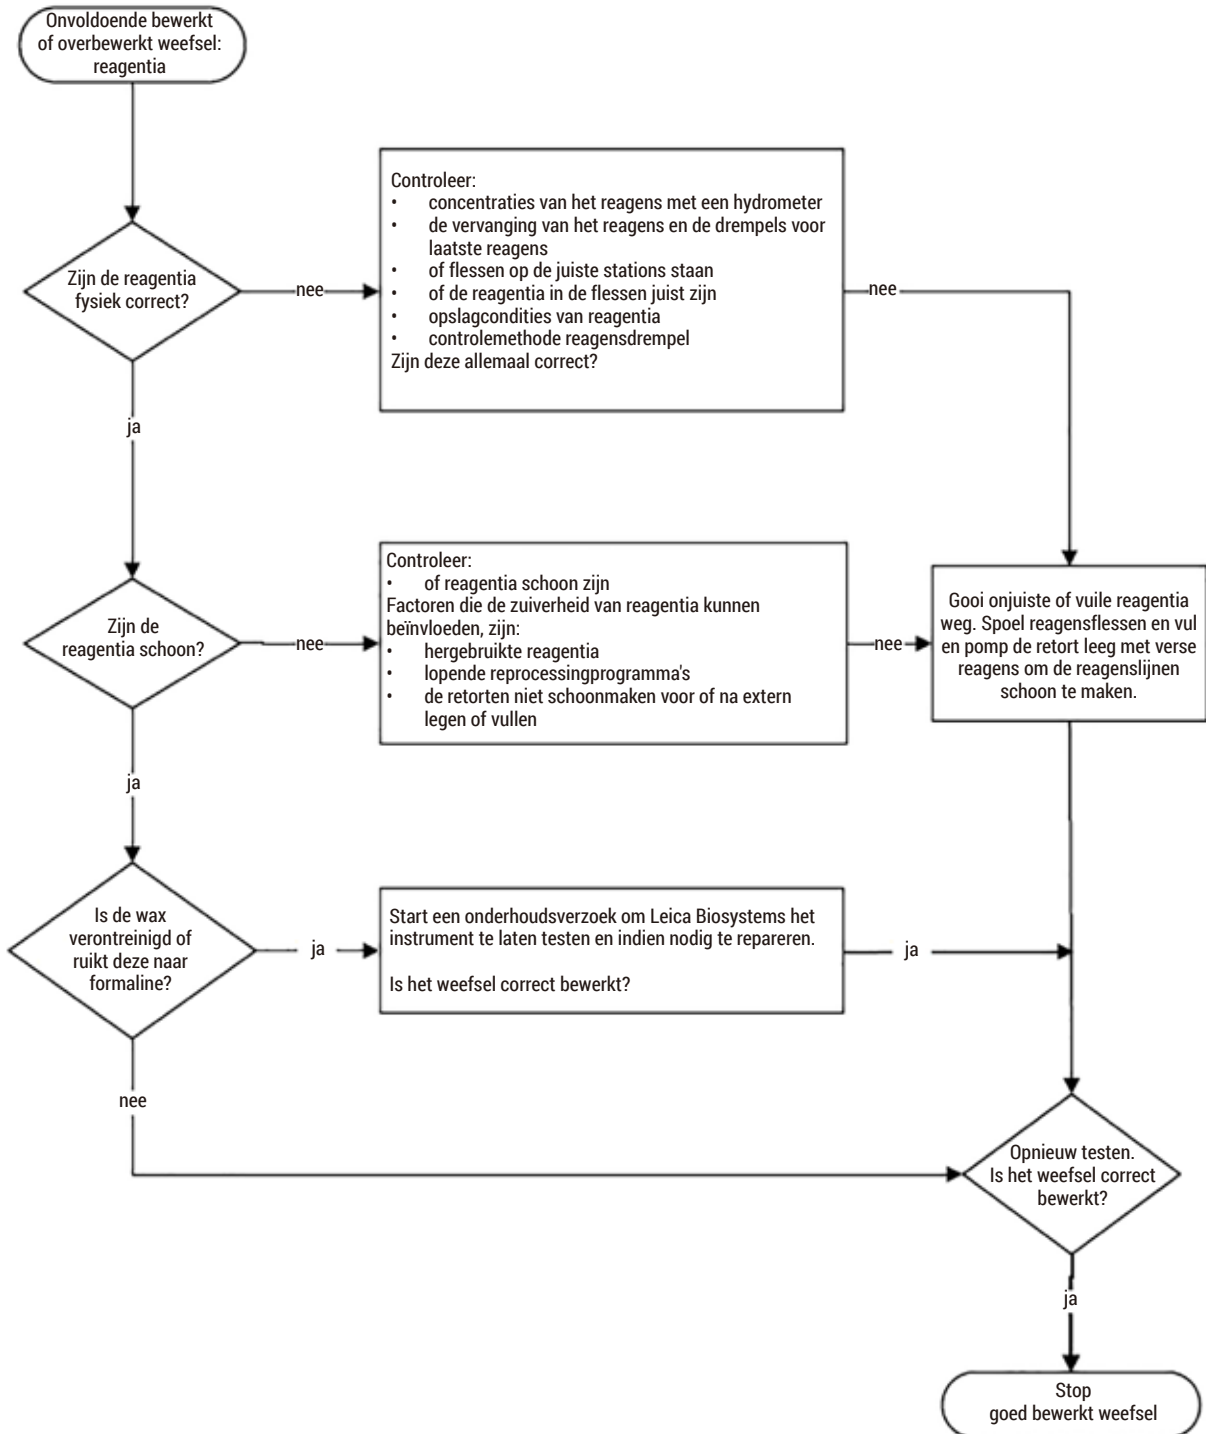 Onvoldoende bewerkt
of overbewerkt weefsel:
reagentia
Zijn de reagentia
fysiek correct?
nee
Controleer:
• concentraties van het reagens met een hydrometer
• de vervanging van het reagens en de drempels voor
laatste reagens
• of flessen op de juiste stations staan
• of de reagentia in de flessen juist zijn
• opslagcondities van reagentia
• controlemethode reagensdrempel
Zijn deze allemaal correct?
nee
ja
Zijn de
reagentia schoon?
nee
Controleer:
• of reagentia schoon zijn
Factoren die de zuiverheid van reagentia kunnen
beïnvloeden, zijn:
• hergebruikte reagentia
• lopende reprocessingprogramma's
• de retorten niet schoonmaken voor of na extern
legen of vullen
nee
Gooi onjuiste of vuile reagentia
weg. Spoel reagensflessen en vul
en pomp de retort leeg met verse
reagens om de reagenslijnen
schoon te maken.
ja
Is de wax
verontreinigd of
ruikt deze naar
formaline?
ja
Start een onderhoudsverzoek om Leica Biosystems het
instrument te laten testen en indien nodig te repareren.
Is het weefsel correct bewerkt?
ja
nee
Opnieuw testen.
Is het weefsel correct
bewerkt?
ja
Stop
goed bewerkt weefsel